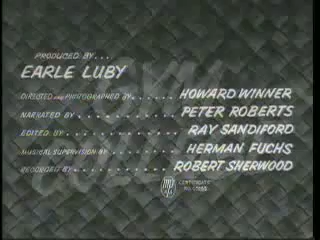 PRODUCED BY....
EARLE LUBY
DIRECTED AND PHOTOGRAPHED BY...... HOWARD WINNER
NARRATED BY............ PETER ROBERTS
EDITED BY............ RAY SANDIFORD
MUSICAL SUPERVISION BY.... HERMAN FUCHS
RECORDED BY............ ROBERT SHERWOOD
CERTIFICATE